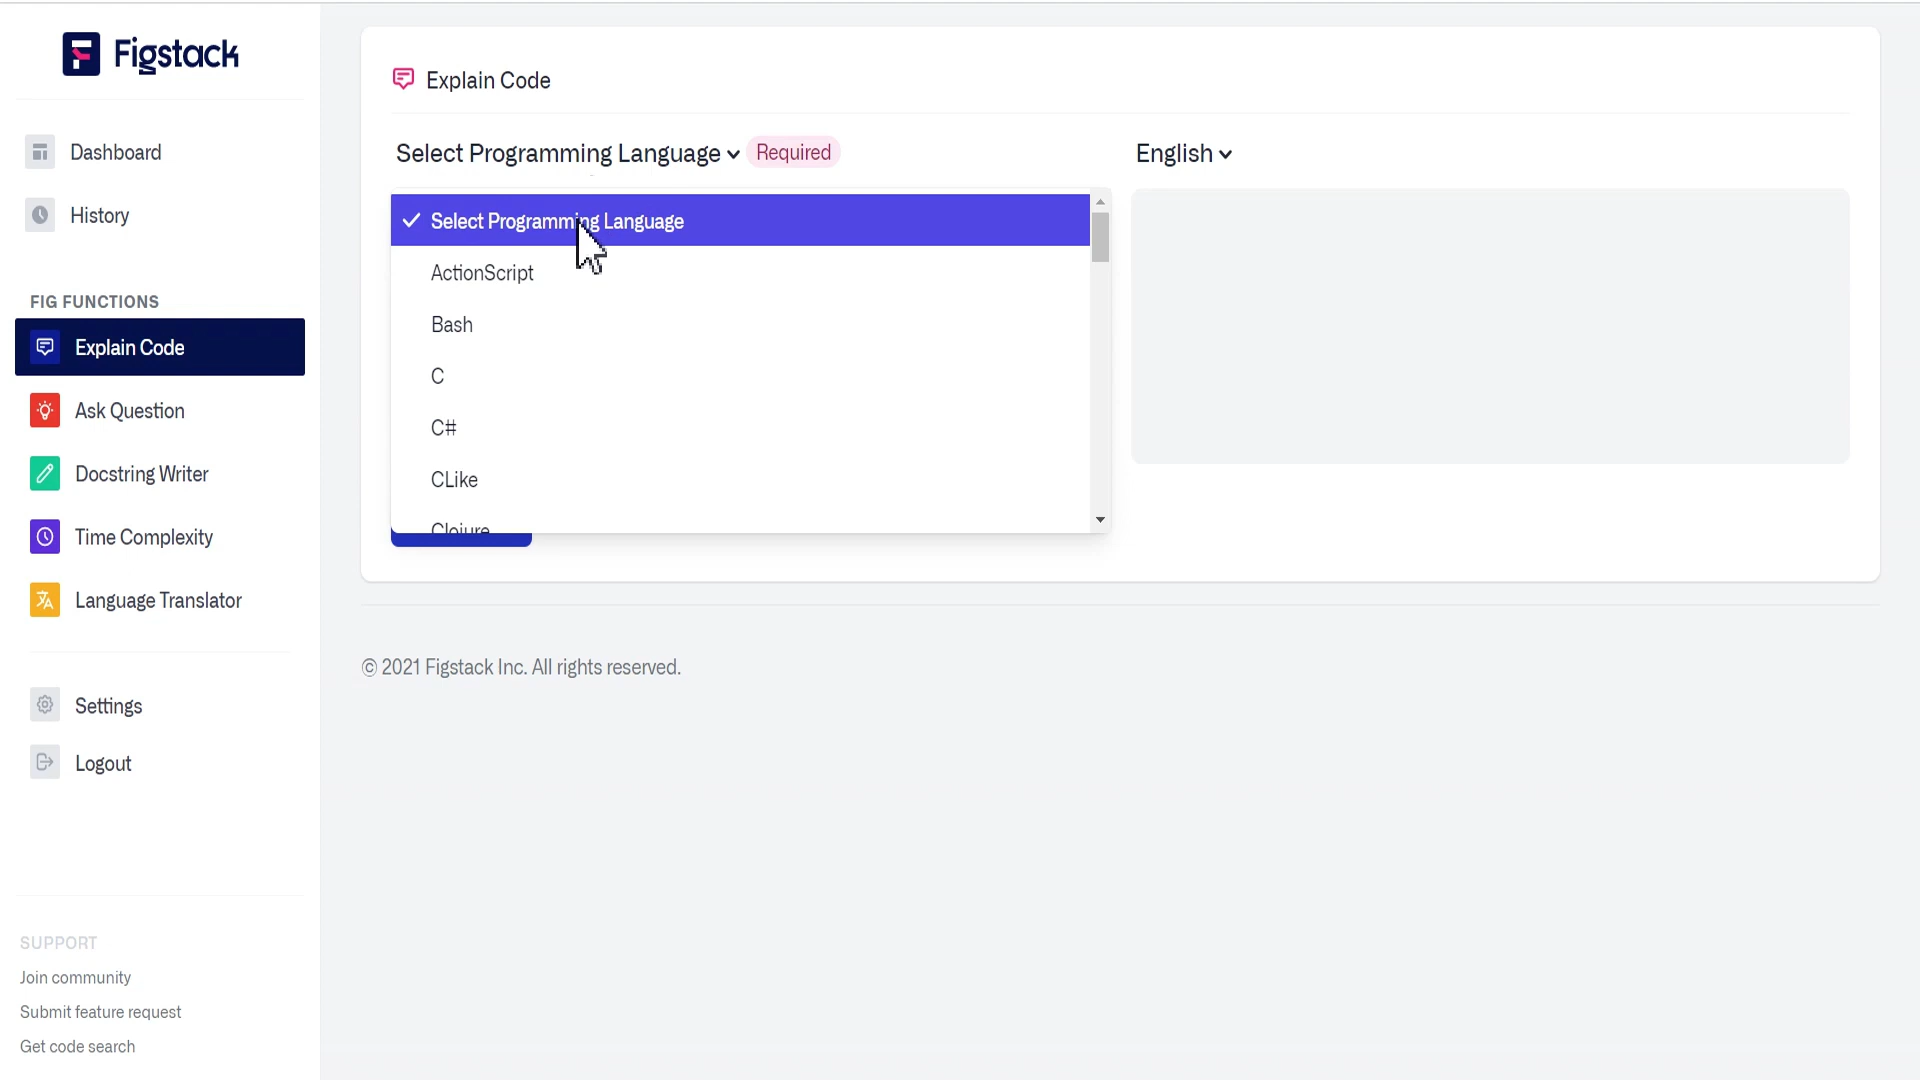 Figstack
Dashboard
History
FIG FUNCTIONS
Explain Code
Ask Question
Docstring Writer
Time Complexity
Language Translator
Settings
Logout
SUPPORT
Join community
Submit feature request
Get code search
Explain Code
Select Programming Language Required
English
Select Programming Language
ActionScript
Bash
C
C#
CLike
Clojure
© 2021 Figstack Inc. All rights reserved.